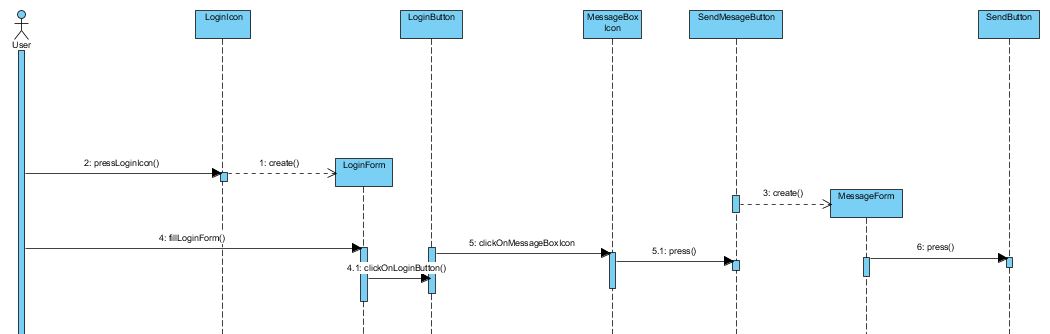 LoginIcon
LoginButton
MessageBox
Icon
SendMesageButton
SendButton
User
2: pressLoginIcon()
1: create()
LoginForm
3: create()
MessageForm
4: fillLoginForm()
5: clickOnMessageBoxIcon
5.1: press()
6: press()
4.1: clickOnLoginButton()